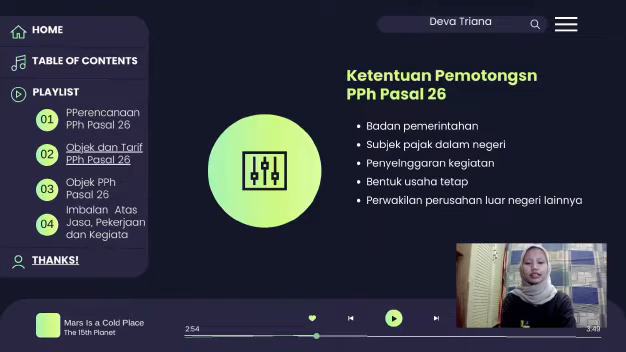 Deva Triana
HOME
TABLE OF CONTENTS
PLAYLIST
01
PPerencanaan
PPh Pasal 26
02
Objek dan Tarif
PPh Pasal 26
03
Objek PPh
Pasal 26
04
Imbalan Atas
Jasa, Pekerjaan
dan Kegiata
THANKS!
Ketentuan Pemotongsn
PPh Pasal 26
• Badan pemerintahan
• Subjek pajak dalam negeri
• Penyelnggaran kegiatan
• Bentuk usaha tetap
• Perwakilan perusahan luar negeri lainnya
Mars Is a Cold Place
The 15th Planet
2:54
3:49